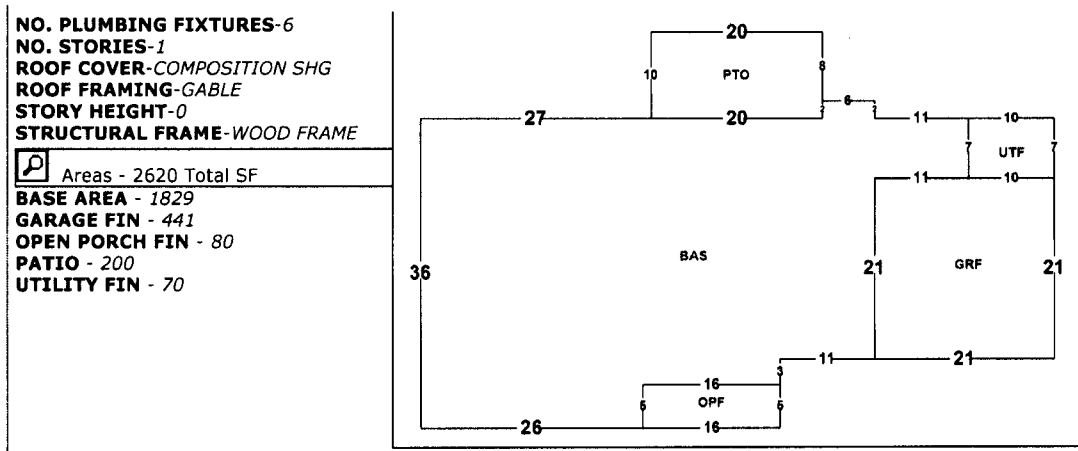 NO. PLUMBING FIXTURES-6
NO. STORIES-1
ROOF COVER-COMPOSITION SHG
ROOF FRAMING-GABLE
STORY HEIGHT-0
STRUCTURAL FRAME-WOOD FRAME
Areas - 2620 Total SF
BASE AREA - 1829
GARAGE FIN - 441
OPEN PORCH FIN - 80
PATIO - 200
UTILITY FIN - 70
20
10 PTO 8
27 20 2 6 2 11 10
7 UTF 7
11 10
BAS
36 21 GRF 21
11 21
3
16
5 OPF 5
26 16